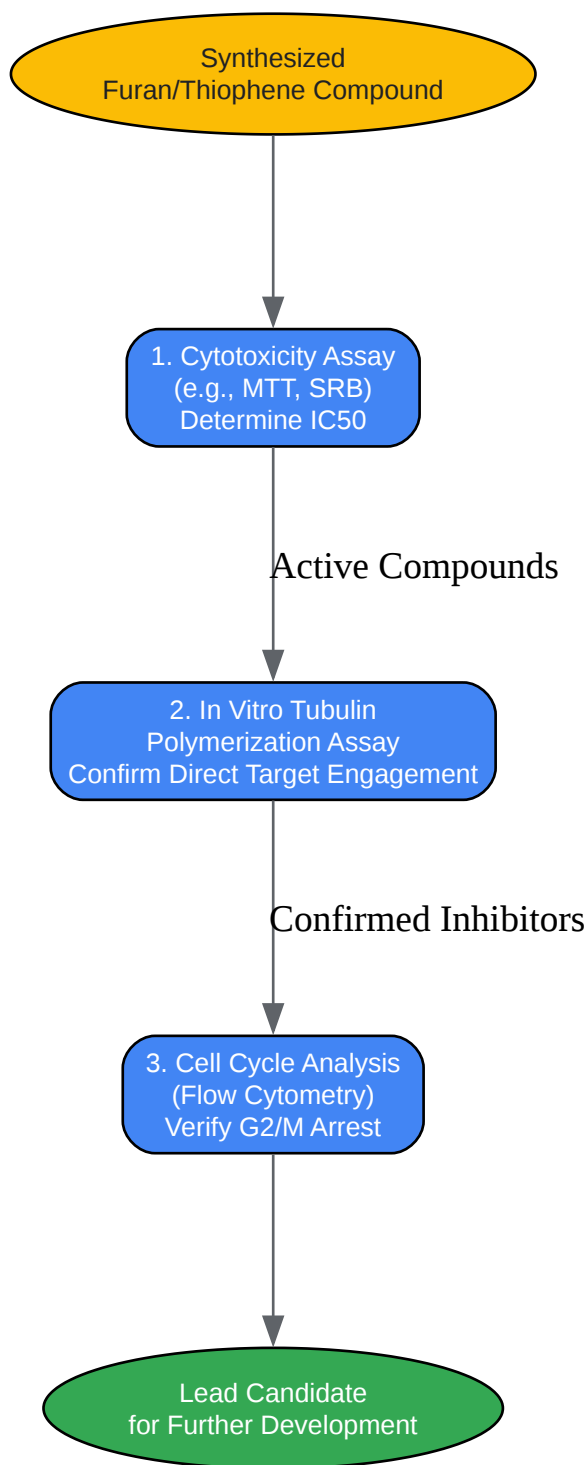 Synthesized
Furan/Thiophene Compound
1. Cytotoxicity Assay
(e.g., MTT, SRB)
Determine IC50
Active Compounds
2. In Vitro Tubulin
Polymerization Assay
Confirm Direct Target Engagement
Confirmed Inhibitors
3. Cell Cycle Analysis
(Flow Cytometry)
Verify G2/M Arrest
Lead Candidate
for Further Development